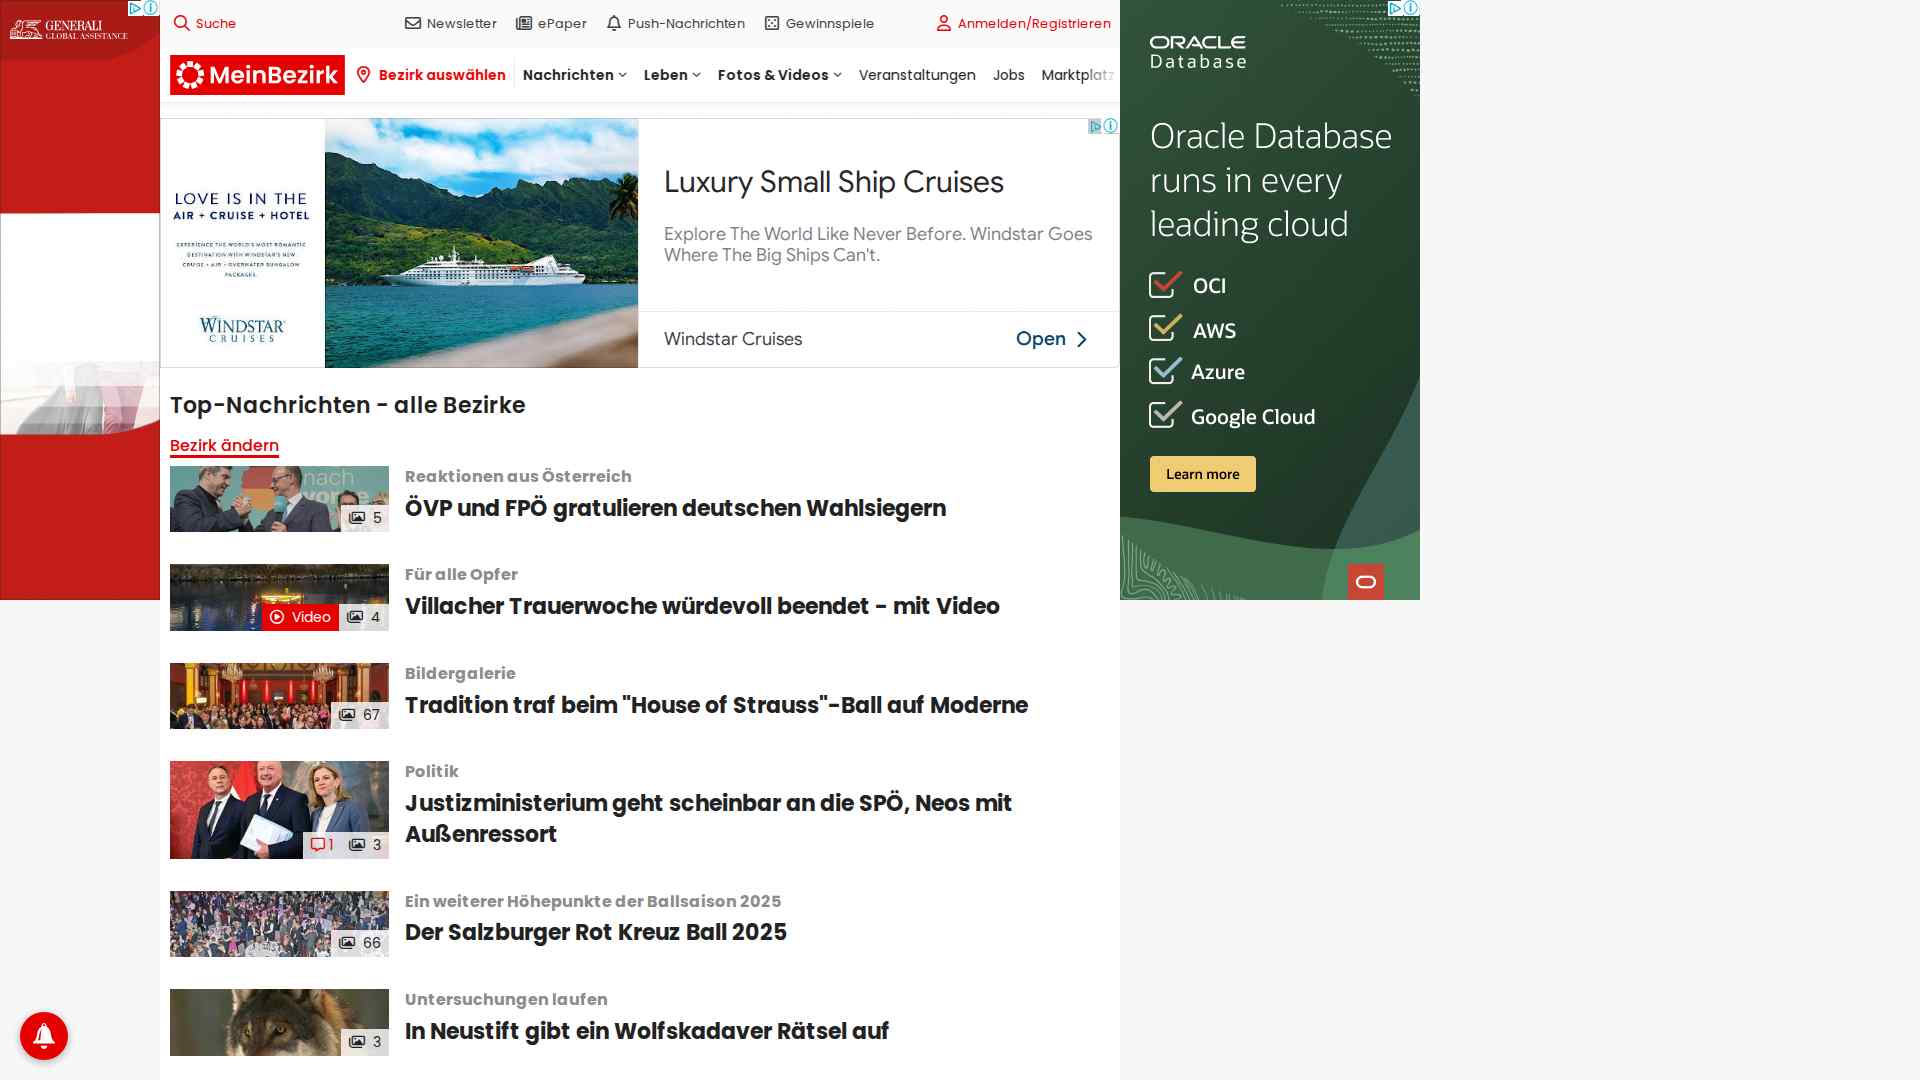 GENERALI
GLOBAL ASSISTANCE
Suche
Newsletter
ePaper
Push-Nachrichten
Gewinnspiele
Anmelden/Registrieren
MeinBezirk
Bezirk auswählen
Nachrichten
Leben
Fotos & Videos
Veranstaltungen
Jobs
Marktplatz
LOVE IS IN THE
AIR + CRUISE + HOTEL
EXPERIENCE THE WORLD'S MOST ROMANTIC
DESTINATION WITH WINDSTAR'S NEW
CRUISE + AIR + OVERWATER BUNGALOW
PACKAGES.
WINDSTAR
CRUISES
Luxury Small Ship Cruises
Explore The World Like Never Before. Windstar Goes
Where The Big Ships Can't.
Windstar Cruises
Open
ORACLE
Database
Oracle Database
runs in every
leading cloud
OCI
AWS
Azure
Google Cloud
Learn more
Top-Nachrichten - alle Bezirke
Bezirk ändern
nach
vorne
5
Reaktionen aus Österreich
ÖVP und FPÖ gratulieren deutschen Wahlsiegern
Video
4
Für alle Opfer
Villacher Trauerwoche würdevoll beendet - mit Video
67
Bildergalerie
Tradition traf beim "House of Strauss"-Ball auf Moderne
1
3
Politik
Justizministerium geht scheinbar an die SPÖ, Neos mit
Außenressort
66
Ein weiterer Höhepunkte der Ballsaison 2025
Der Salzburger Rot Kreuz Ball 2025
3
Untersuchungen laufen
In Neustift gibt ein Wolfskadaver Rätsel auf